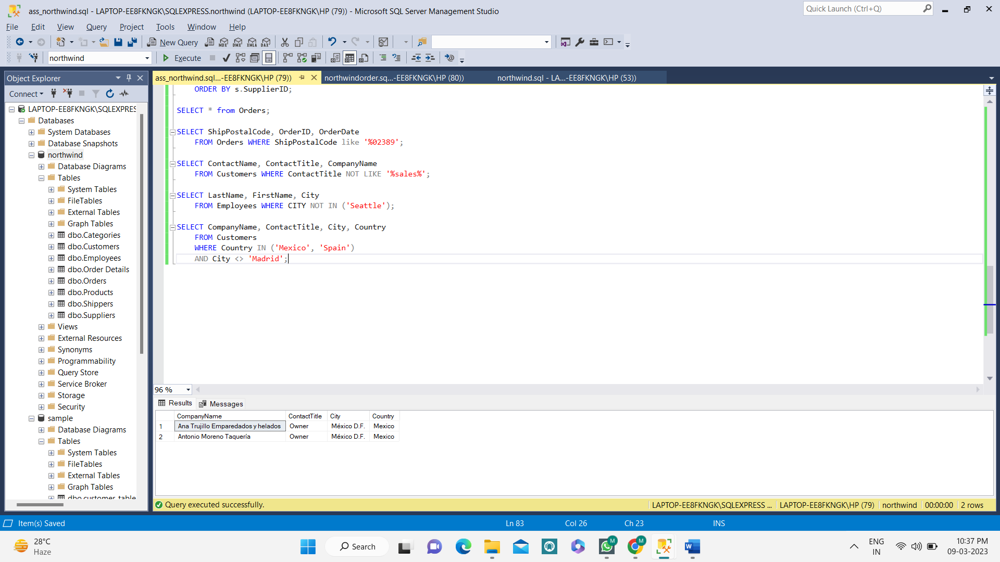 ass_northwind.sql - LAPTOP-EE8FKNGK\SQLEXPRESS.northwind (LAPTOP-EE8FKNGK\HP (79)) - Microsoft SQL Server Management Studio
Quick Launch (Ctrl+Q)
File Edit View Query Project Tools Window Help
New Query
MDX DMX XMLA DAX
northwind
Execute
Object Explorer
ass_northwind.sql...-EE8FKNGK\HP (79))
northwindorder.sq...-EE8FKNGK\HP (80))
northwind.sql - LA...-EE8FKNGK\HP (53))
Connect
LAPTOP-EE8FKNGK\SQLEXPRES
Databases
System Databases
Database Snapshots
northwind
Database Diagrams
Tables
System Tables
FileTables
External Tables
Graph Tables
dbo.Categories
dbo.Customers
dbo.Employees
dbo.Order Details
dbo.Orders
dbo.Products
dbo.Shippers
dbo.Suppliers
Views
External Resources
Synonyms
Programmability
Query Store
Service Broker
Storage
Security
sample
Database Diagrams
Tables
System Tables
FileTables
External Tables
Graph Tables
dbo.customer_table
ORDER BY s.SupplierID;
SELECT * from Orders;
SELECT ShipPostalCode, OrderID, OrderDate
FROM Orders WHERE ShipPostalCode like '%02389';
SELECT ContactName, ContactTitle, CompanyName
FROM Customers WHERE ContactTitle NOT LIKE '%sales%';
SELECT LastName, FirstName, City
FROM Employees WHERE CITY NOT IN ('Seattle');
SELECT CompanyName, ContactTitle, City, Country
FROM Customers
WHERE Country IN ('Mexico', 'Spain')
AND City <> 'Madrid';
96 %
Results Messages
CompanyName ContactTitle City Country
1 Ana Trujillo Emparedados y helados Owner México D.F. Mexico
2 Antonio Moreno Taquería Owner México D.F. Mexico
Query executed successfully.
LAPTOP-EE8FKNGK\SQLEXPRESS ... LAPTOP-EE8FKNGK\HP (79) northwind 00:00:00 2 rows
Item(s) Saved
Ln 83 Col 26 Ch 23 INS
28°C
Haze
Search
M
M
ENG
IN
10:37 PM
09-03-2023